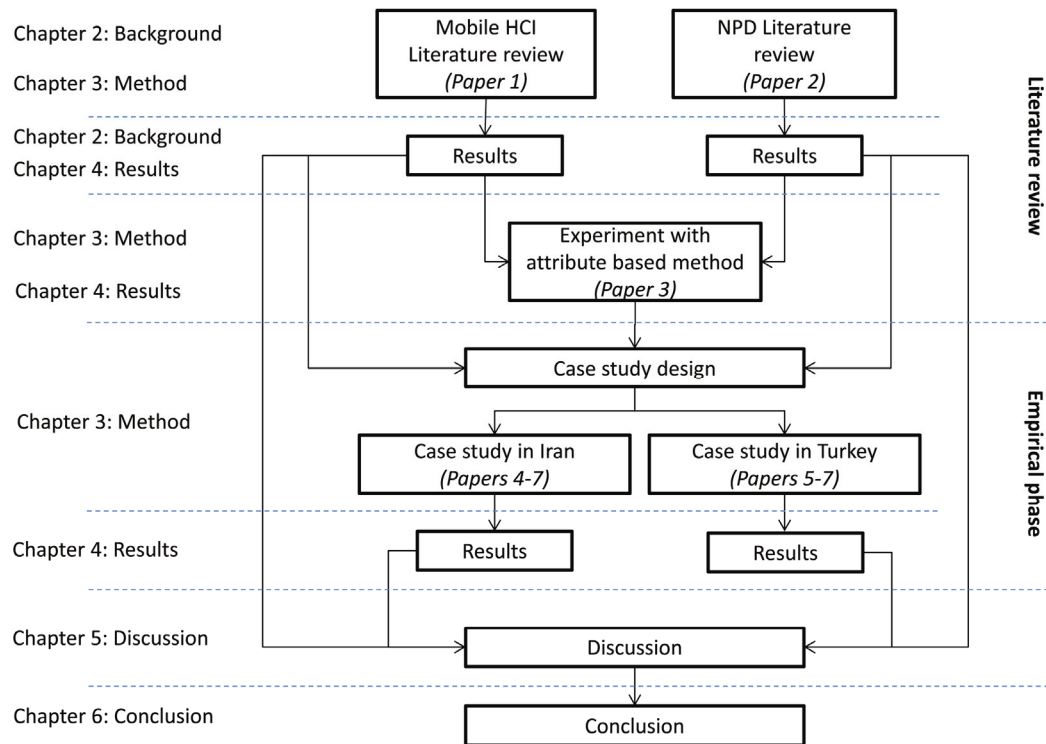 Chapter 2: Background
Chapter 3: Method
Mobile HCI
Literature review
(Paper 1)
NPD Literature
review
(Paper 2)
Literature review
Chapter 2: Background
Chapter 4: Results
Results
Results
Chapter 3: Method
Chapter 4: Results
Experiment with
attribute based method
(Paper 3)
Case study design
Empirical phase
Chapter 3: Method
Case study in Iran
(Papers 4-7)
Case study in Turkey
(Papers 5-7)
Chapter 4: Results
Results
Results
Chapter 5: Discussion
Discussion
Chapter 6: Conclusion
Conclusion